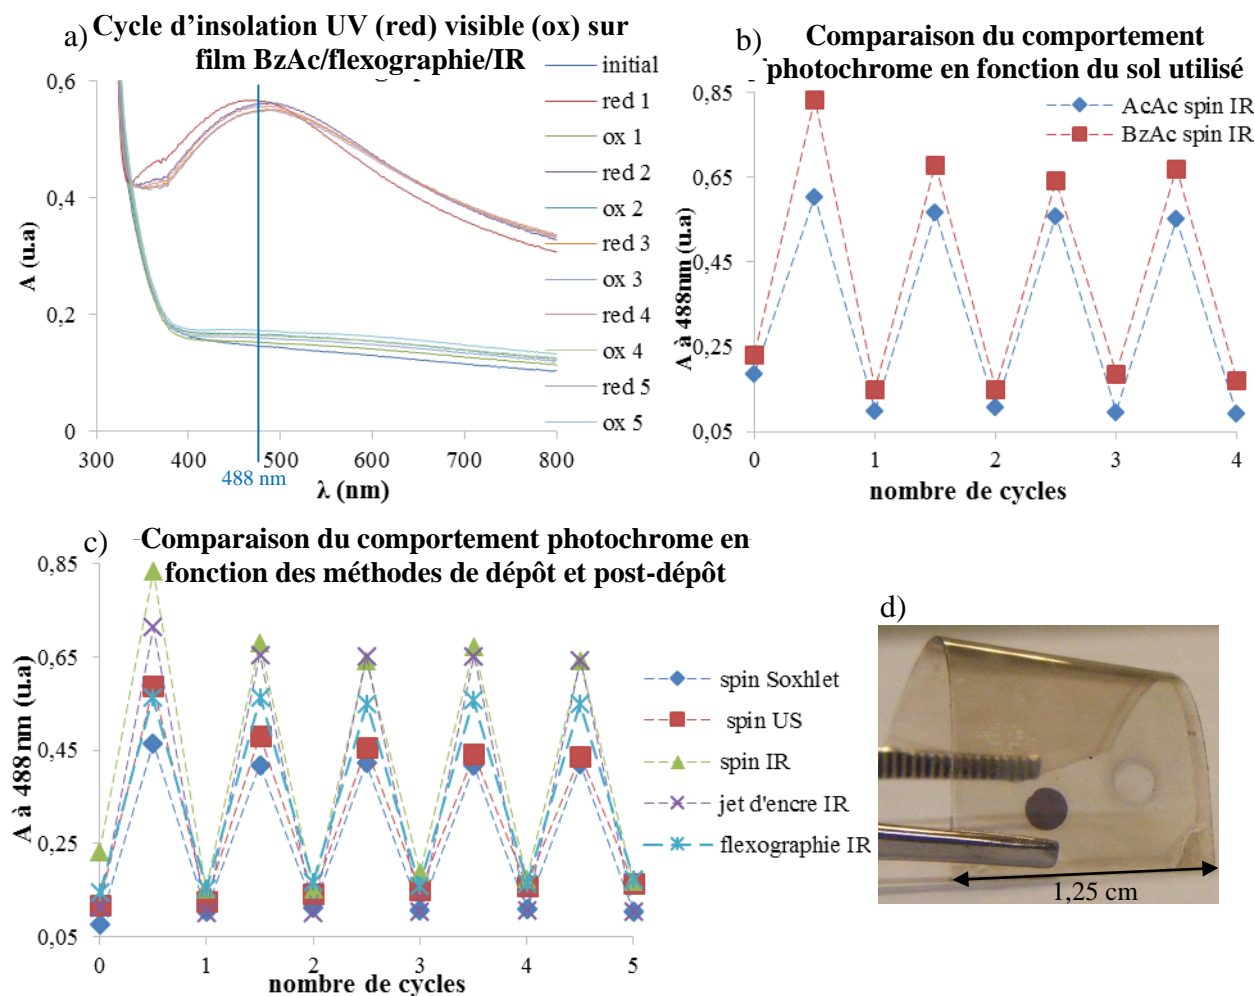 a) Cycle d’insolation UV (red) visible (ox) sur
film BzAc/flexographie/IR
0,6
0,4
0,2
0
A (u.a)
300 400 500 600 700 800
488 nm
λ (nm)
initial
red 1
ox 1
red 2
ox 2
red 3
ox 3
red 4
ox 4
red 5
ox 5
b) Comparaison du comportement
photochrome en fonction du sol utilisé
0,85
0,65
0,45
0,25
0,05
A à 488nm (u.a)
AcAc spin IR
BzAc spin IR
0 1 2 3 4
nombre de cycles
c) Comparaison du comportement photochrome en
fonction des méthodes de dépôt et post-dépôt
0,85
0,65
0,45
0,25
0,05
A à 488 nm (u.a)
0 1 2 3 4 5
nombre de cycles
spin Soxhlet
spin US
spin IR
jet d'encre IR
flexographie IR
d)
1,25 cm